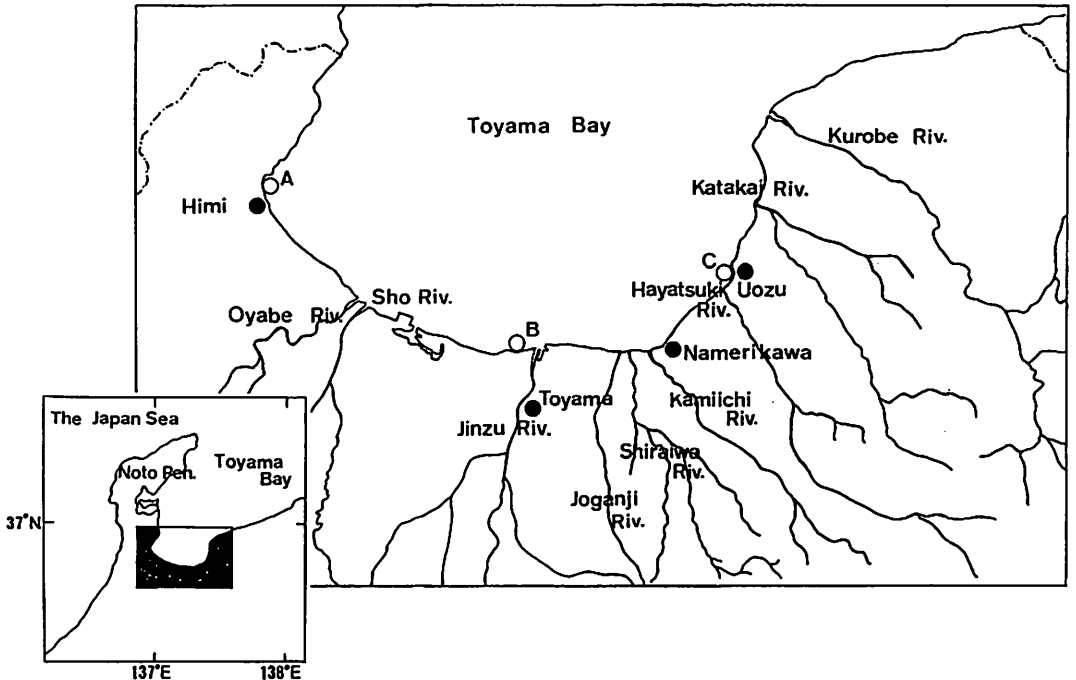 Toyama Bay
Kurobe Riv.
A
Katakai Riv.
Himi
C
Hayatsuki
Riv.
Uozu
Sho Riv.
Oyabe Riv.
B
Namerikawa
Toyama
Kamiichi
Riv.
Jinzu Riv.
Shiraiwa
Riv.
Joganji
Riv.
The Japan Sea
Noto Pen.
Toyama
Bay
37°N
137°E
138°E